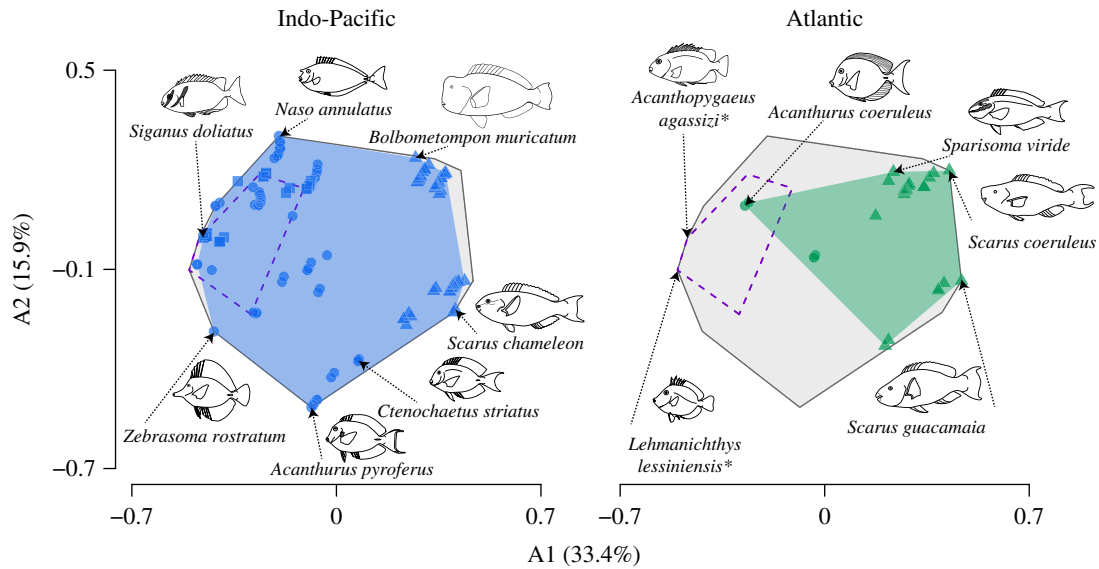 Indo-Pacific
Atlantic
A2 (15.9%)
0.5
−0.1
−0.7
Siganus doliatus
Naso annulatus
Bolbometompon muricatum
Scarus chameleon
Ctenochaetus striatus
Zebrasoma rostratum
Acanthurus pyroferus
−0.7
0
0.7
Acanthopygaeus
agassizi*
Acanthurus coeruleus
Sparisoma viride
Scarus coeruleus
Scarus guacamaia
Lehmanichthys
lessiniensis*
−0.7
0
0.7
A1 (33.4%)